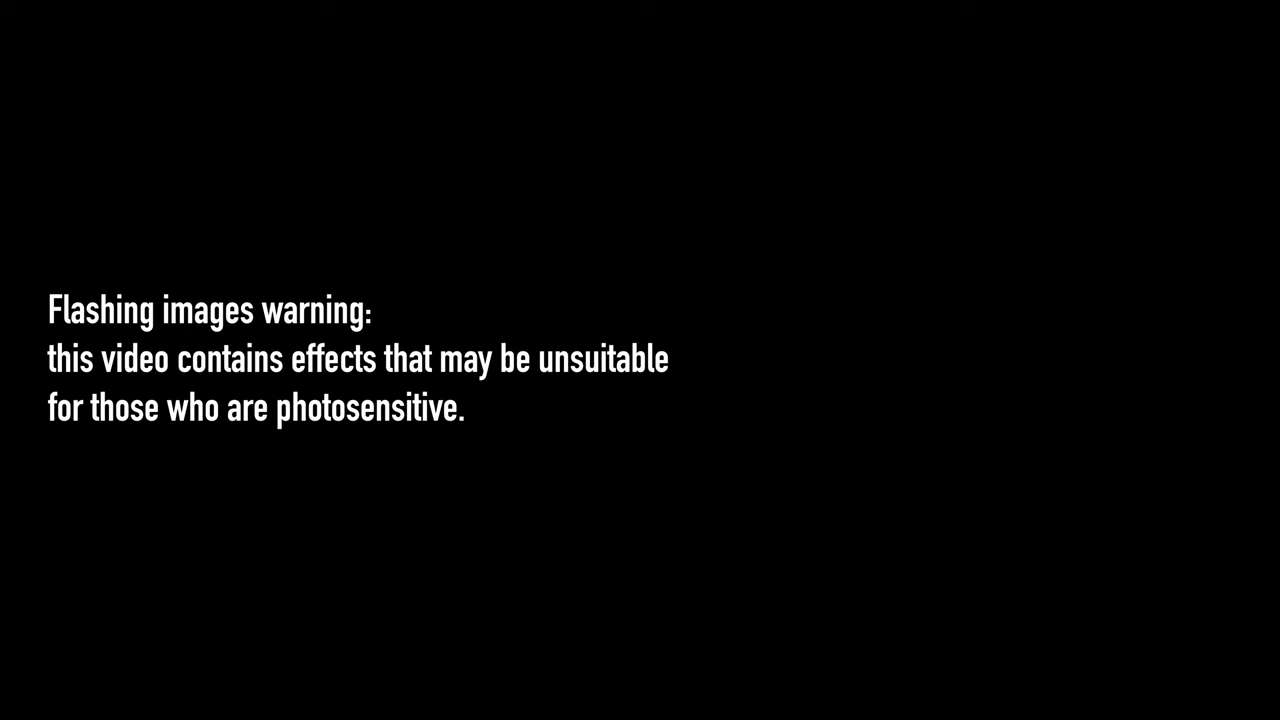 Flashing images warning:
this video contains effects that may be unsuitable
for those who are photosensitive.